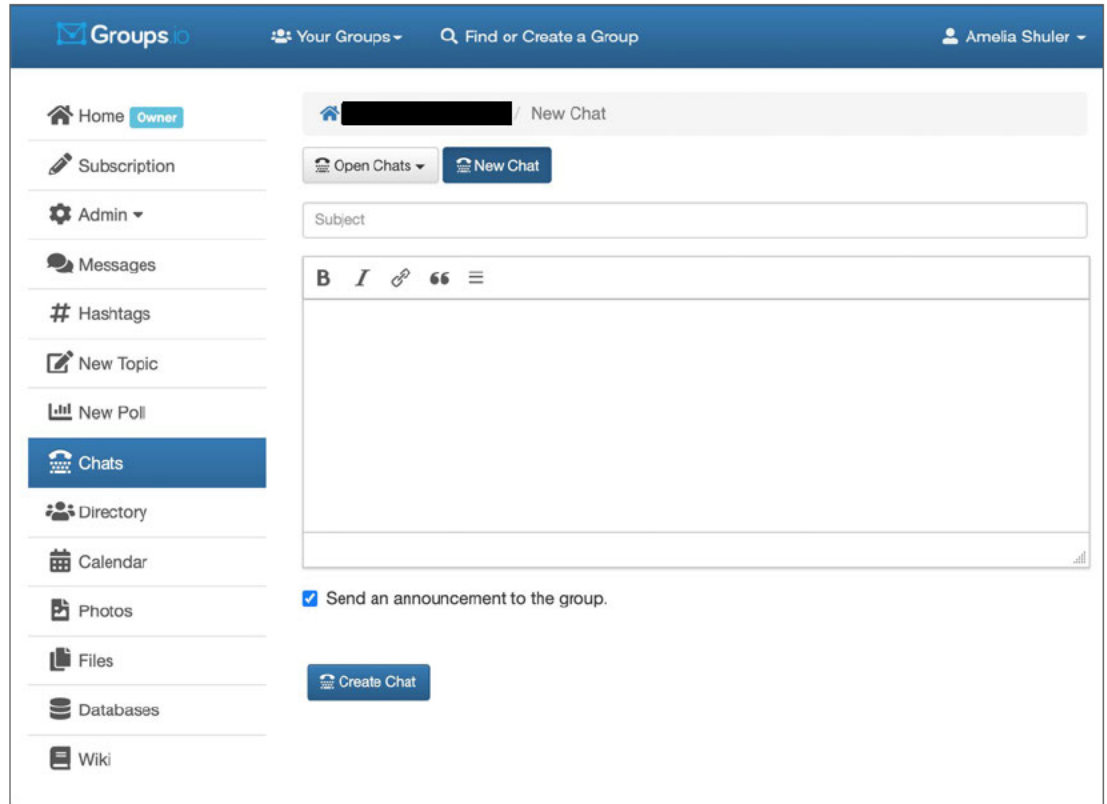 Groups.io Your Groups Find or Create a Group Amelia Shuler
Home Owner
Subscription
Admin
Messages
Hashtags
New Topic
New Poll
Chats
Directory
Calendar
Photos
Files
Databases
Wiki
/ New Chat
Open Chats New Chat
Subject
B I
Send an announcement to the group.
Create Chat